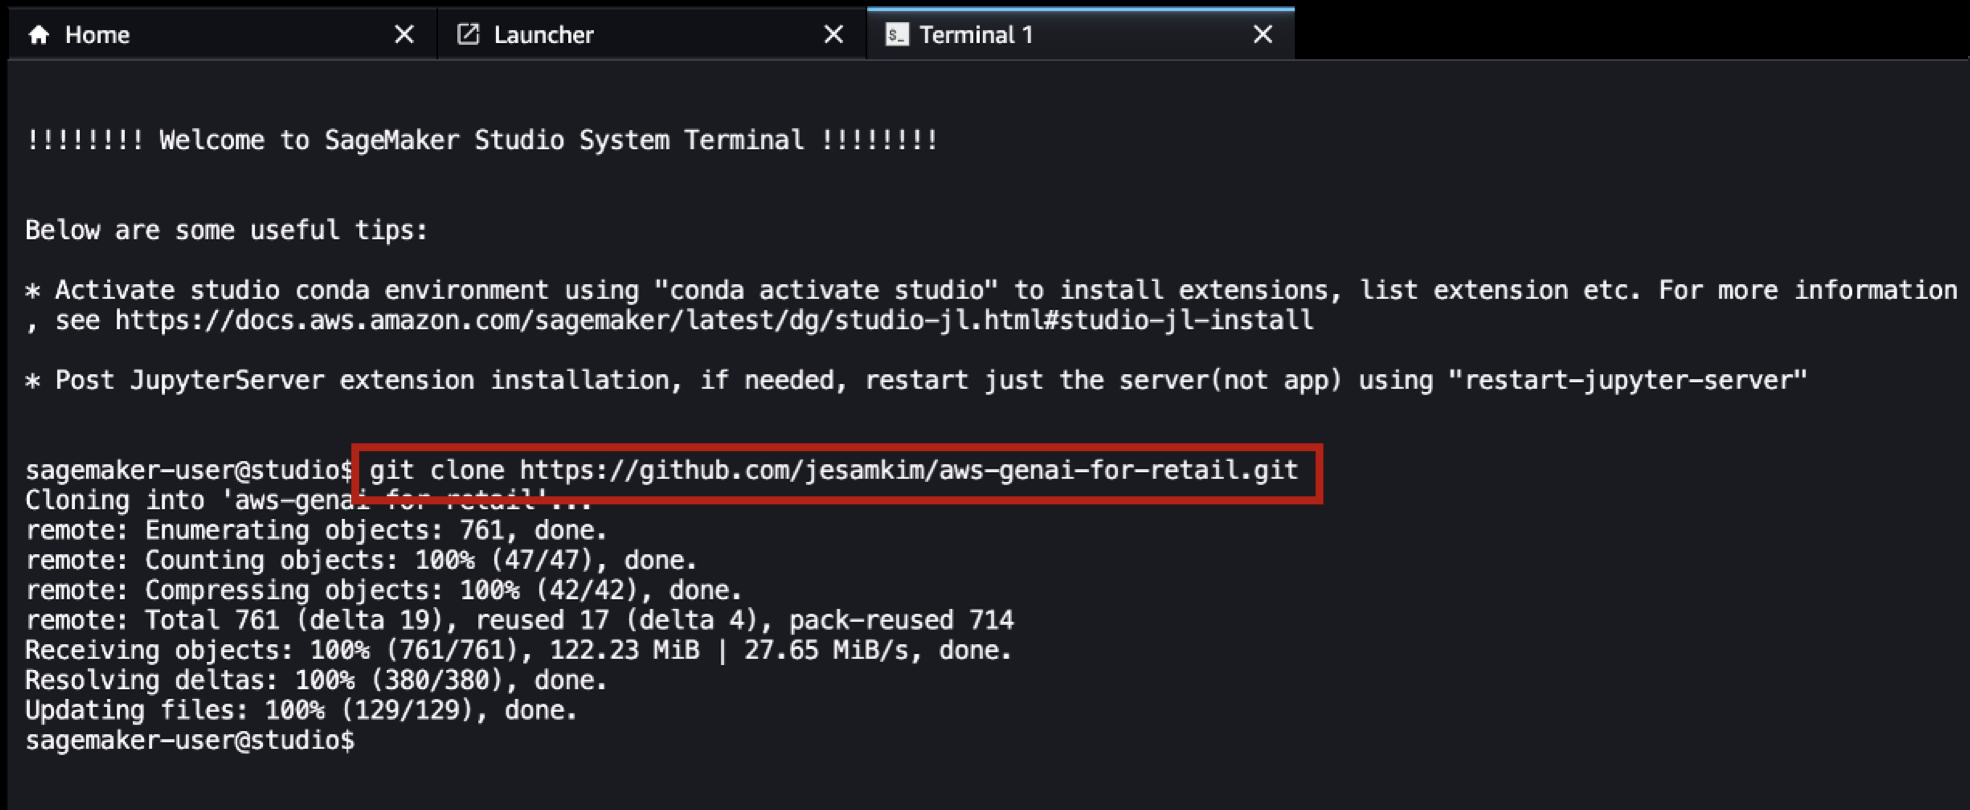 Home
Launcher
$_ Terminal 1
!!!!!!!! Welcome to SageMaker Studio System Terminal !!!!!!!!
Below are some useful tips:
* Activate studio conda environment using "conda activate studio" to install extensions, list extension etc. For more information
, see https://docs.aws.amazon.com/sagemaker/latest/dg/studio-jl.html#studio-jl-install
* Post JupyterServer extension installation, if needed, restart just the server(not app) using "restart-jupyter-server"
sagemaker-user@studio$ git clone https://github.com/jesamkim/aws-genai-for-retail.git
Cloning into 'aws-genai-for-retail'...
remote: Enumerating objects: 761, done.
remote: Counting objects: 100% (47/47), done.
remote: Compressing objects: 100% (42/42), done.
remote: Total 761 (delta 19), reused 17 (delta 4), pack-reused 714
Receiving objects: 100% (761/761), 122.23 MiB | 27.65 MiB/s, done.
Resolving deltas: 100% (380/380), done.
Updating files: 100% (129/129), done.
sagemaker-user@studio$